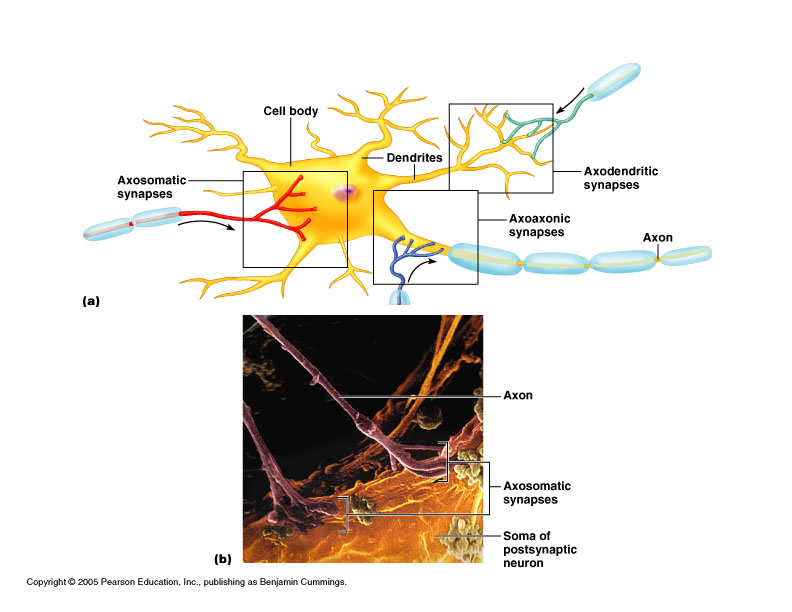 Cell body
Dendrites
Axosomatic
synapses
Axodendritic
synapses
Axoaxonic
synapses
Axon
(a)
Axon
Axosomatic
synapses
Soma of
postsynaptic
neuron
(b)
Copyright © 2005 Pearson Education, Inc., publishing as Benjamin Cummings.